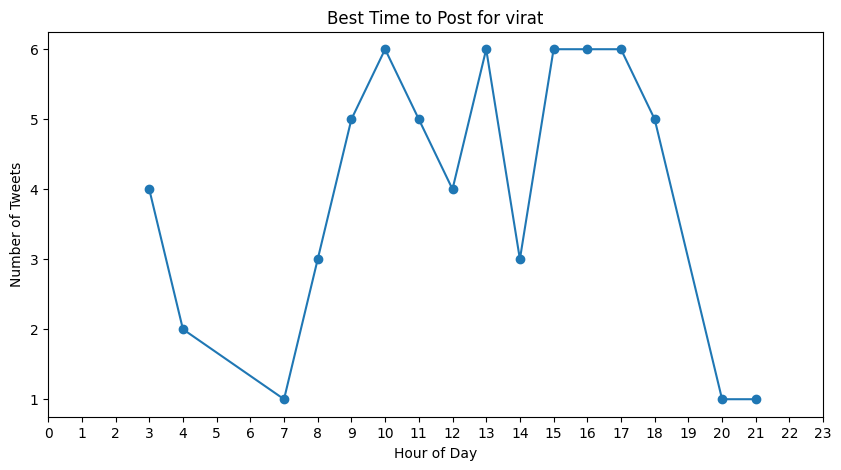 Best Time to Post for virat
Number of Tweets
6
5
4
3
2
1
0 1 2 3 4 5 6 7 8 9 10 11 12 13 14 15 16 17 18 19 20 21 22 23
Hour of Day